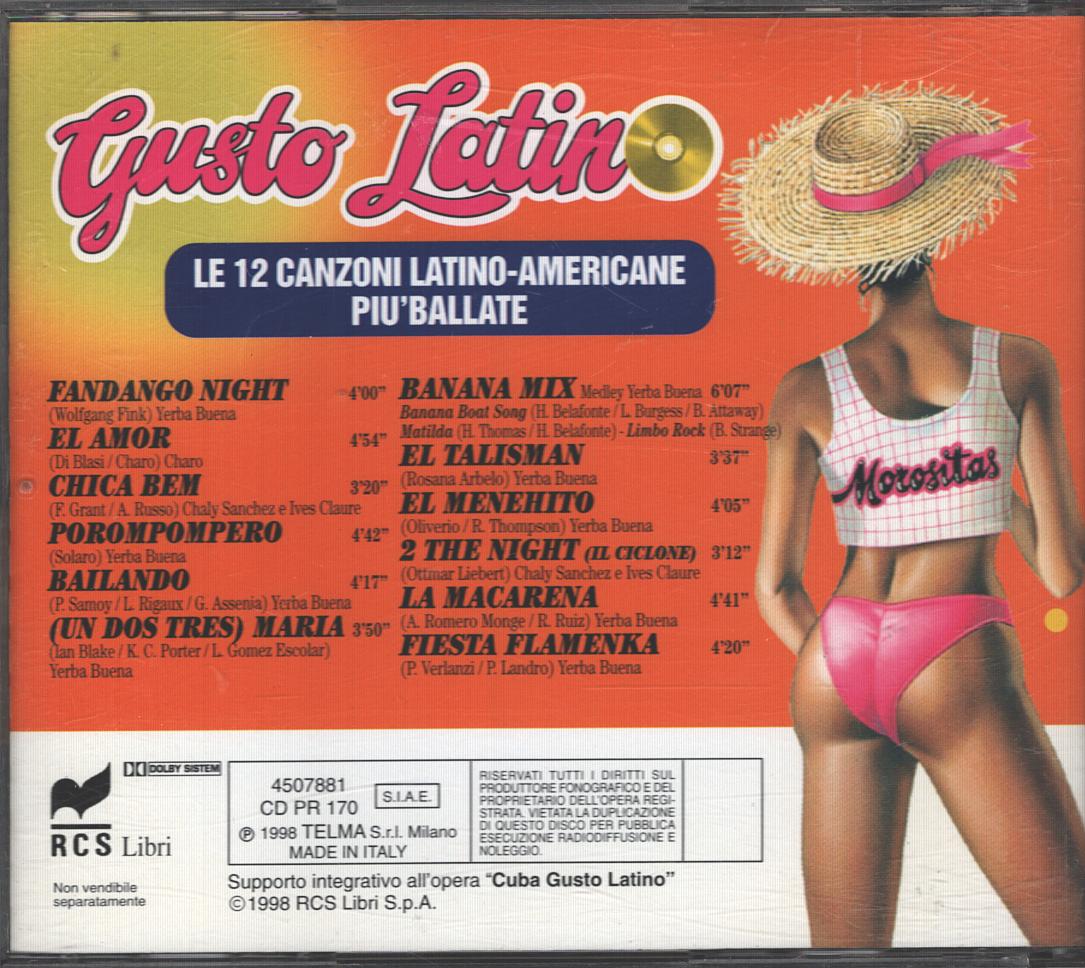 Gusto Latino
LE 12 CANZONI LATINO-AMERICANE
PIU'BALLATE
FANDANGO NIGHT 4'00"
(Wolfgang Fink) Yerba Buena
EL AMOR 4'54"
(Di Blasi / Charo) Charo
CHICA BEM 3'20"
(F. Grant / A. Russo) Chaly Sanchez e Ives Claure
POROMPOMPERO 4'42"
(Solaro) Yerba Buena
BAILANDO 4'17"
(P. Samoy / L. Rigaux / G. Assenia) Yerba Buena
(UN DOS TRES) MARIA 3'50"
(Ian Blake / K. C. Porter / L. Gomez Escolar)
Yerba Buena
BANANA MIX Medley Yerba Buena 6'07"
Banana Boat Song (H. Belafonte / L. Burgess / B. Attaway)
Matilda (H. Thomas / H. Belafonte) - Limbo Rock (B. Strange)
EL TALISMAN 3'37"
(Rosana Arbelo) Yerba Buena
EL MENEHITO 4'05"
(Oliverio / R. Thompson) Yerba Buena
2 THE NIGHT (IL CICLONE) 3'12"
(Ottmar Liebert) Chaly Sanchez e Ives Claure
LA MACARENA 4'41"
(A. Romero Monge / R. Ruiz) Yerba Buena
FIESTA FLAMENKA 4'20"
(P. Verlanzi / P. Landro) Yerba Buena
Morositas
DOLBY SISTEM
RCS Libri
Non vendibile
separatamente
4507881
CD PR 170
S.I.A.E.
℗ 1998 TELMA S.r.l. Milano
MADE IN ITALY
RISERVATI TUTTI I DIRITTI SUL
PRODUTTORE FONOGRAFICO E DEL
PROPRIETARIO DELL'OPERA REGI-
STRATA. VIETATA LA DUPLICAZIONE
DI QUESTO DISCO PER PUBBLICA
ESECUZIONE RADIODIFFUSIONE E
NOLEGGIO.
Supporto integrativo all'opera "Cuba Gusto Latino"
©1998 RCS Libri S.p.A.